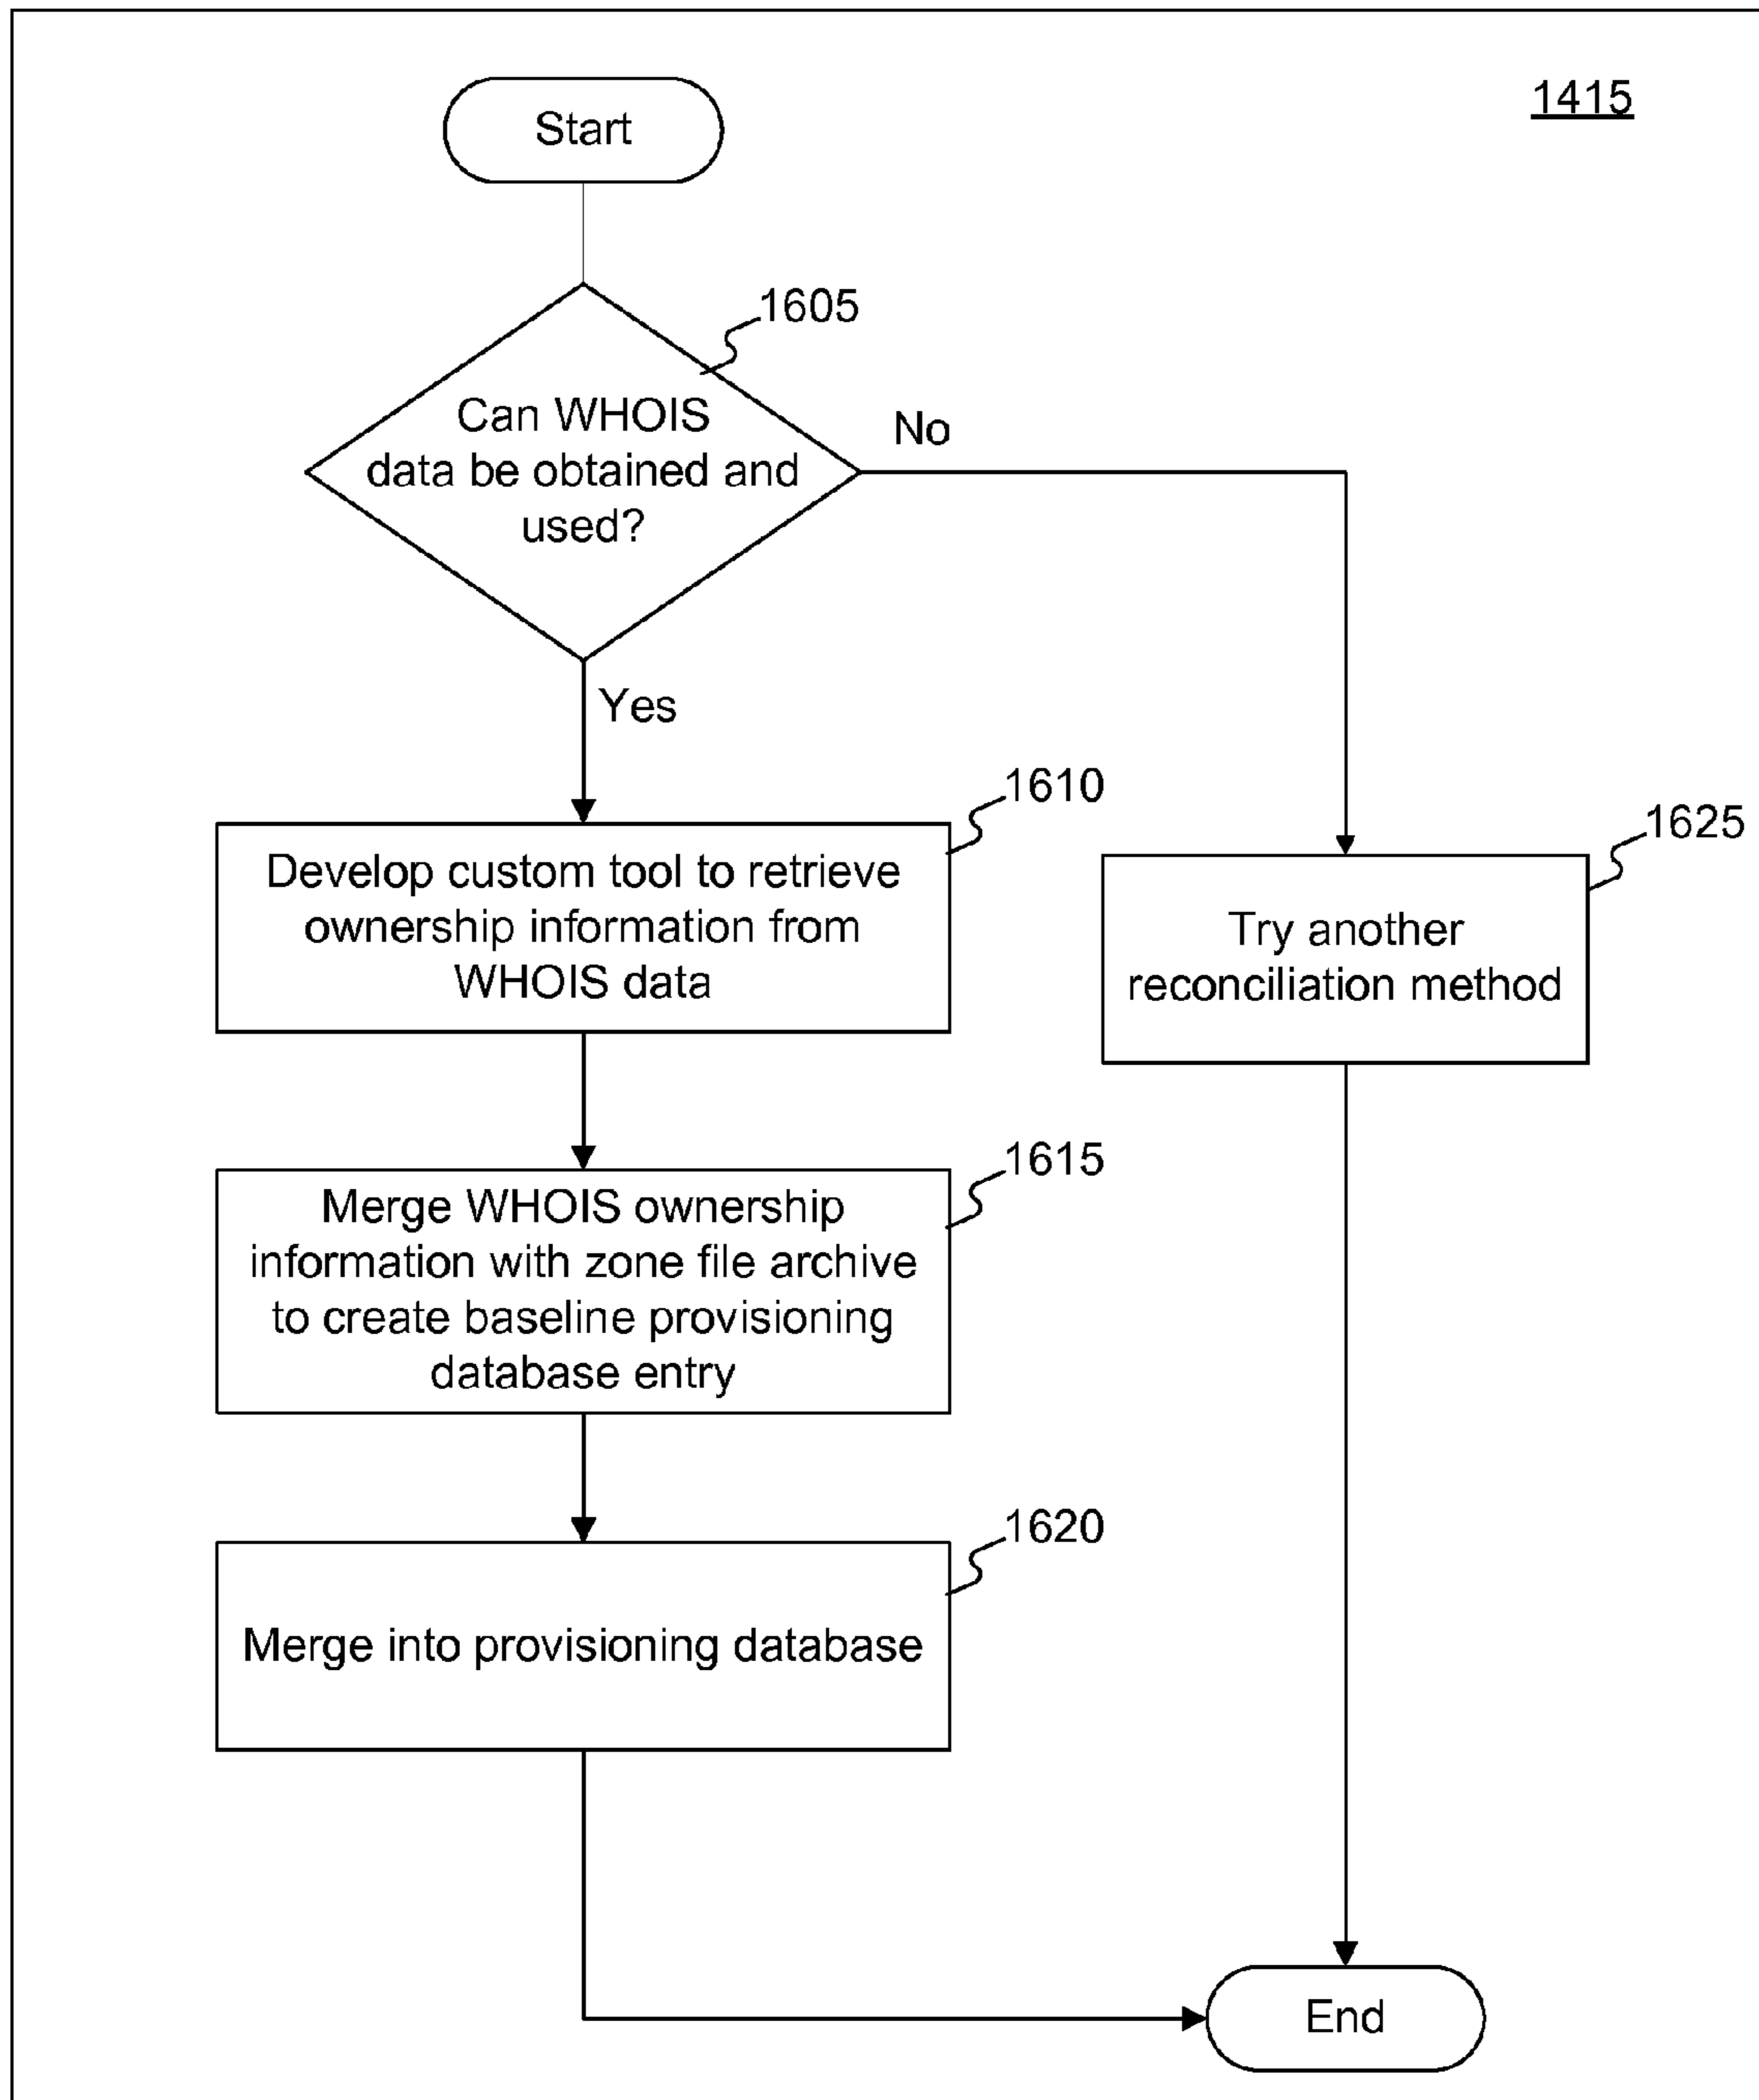 1415
Start
1605
Can WHOIS
data be obtained and
used?
No
Yes
1610
Develop custom tool to retrieve
ownership information from
WHOIS data
1625
Try another
reconciliation method
1615
Merge WHOIS ownership
information with zone file archive
to create baseline provisioning
database entry
1620
Merge into provisioning database
End